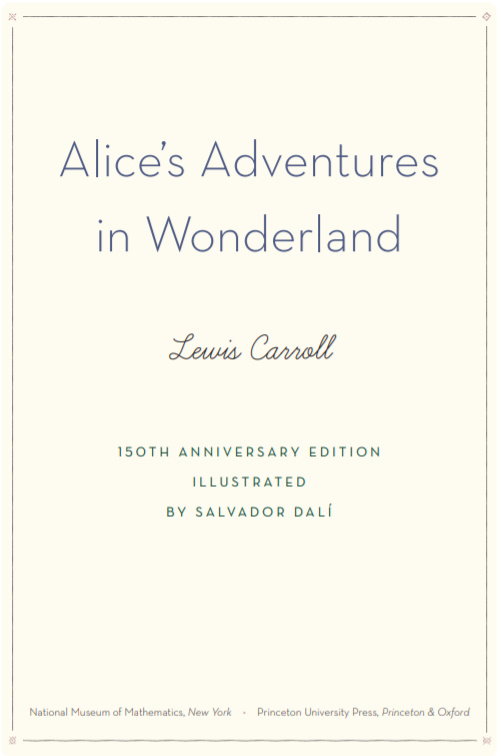 Alice’s Adventures
in Wonderland
Lewis Carroll
150TH ANNIVERSARY EDITION
ILLUSTRATED
BY SALVADOR DALÍ
National Museum of Mathematics, New York • Princeton University Press, Princeton & Oxford